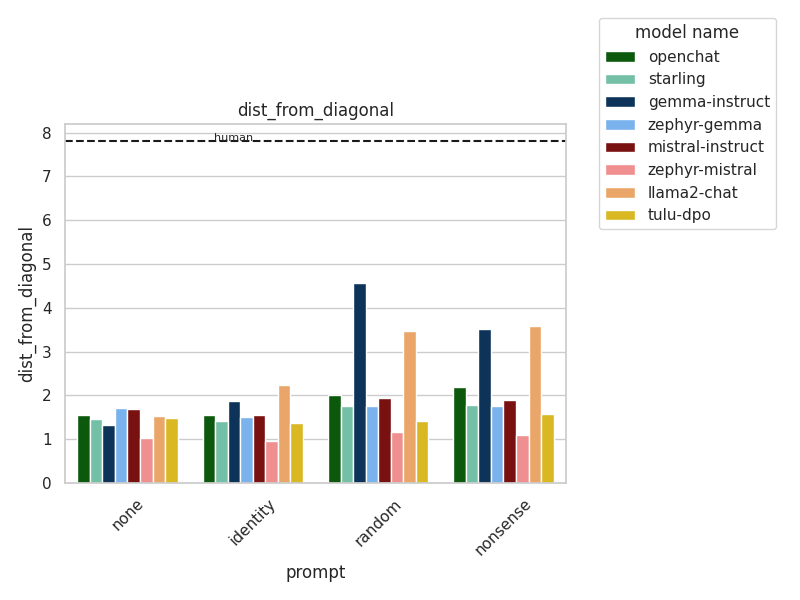 model name
openchat
starling
gemma-instruct
zephyr-gemma
mistral-instruct
zephyr-mistral
llama2-chat
tulu-dpo
dist_from_diagonal
dist_from_diagonal
8
7
6
5
4
3
2
1
0
human
none
identity
random
nonsense
prompt